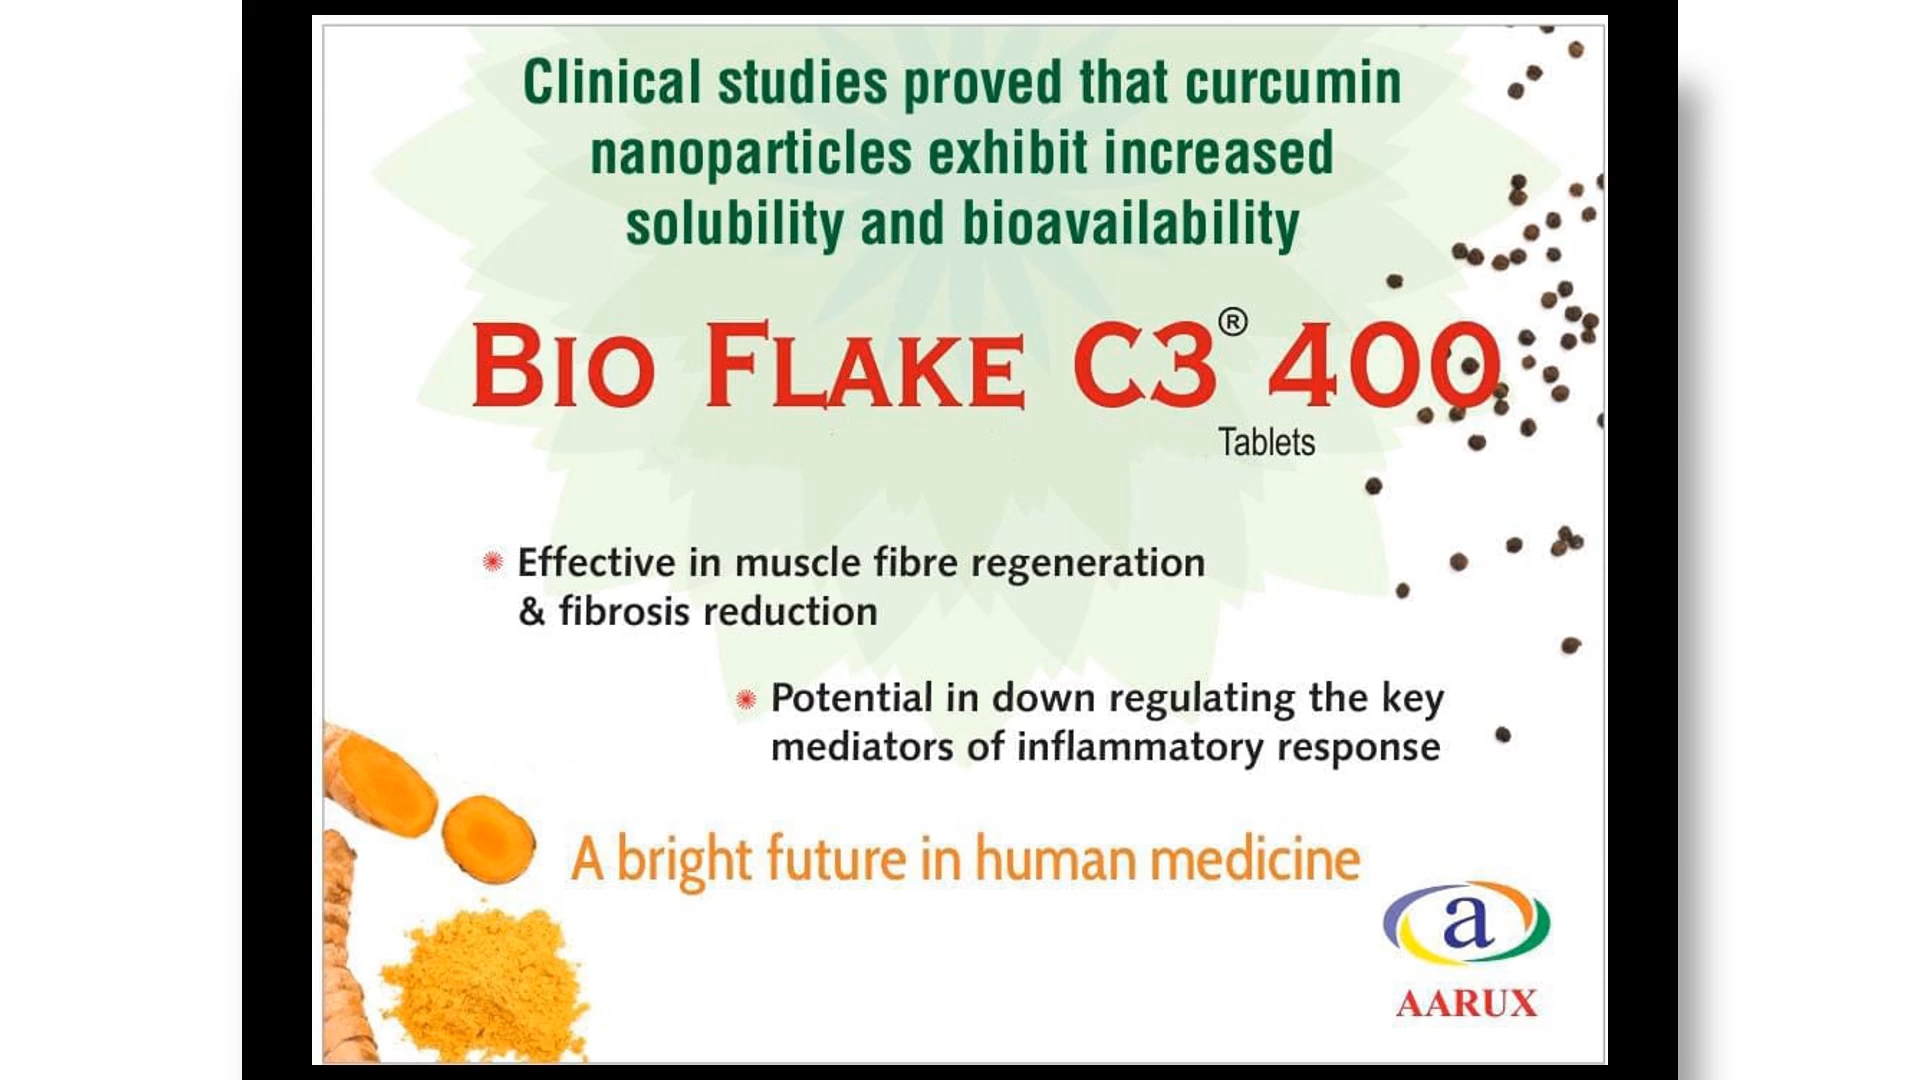 Clinical studies proved that curcumin
nanoparticles exhibit increased
solubility and bioavailability
BIO FLAKE C3® 400
Tablets
Effective in muscle fibre regeneration
& fibrosis reduction
Potential in down regulating the key
mediators of inflammatory response
A bright future in human medicine
a
AARUX